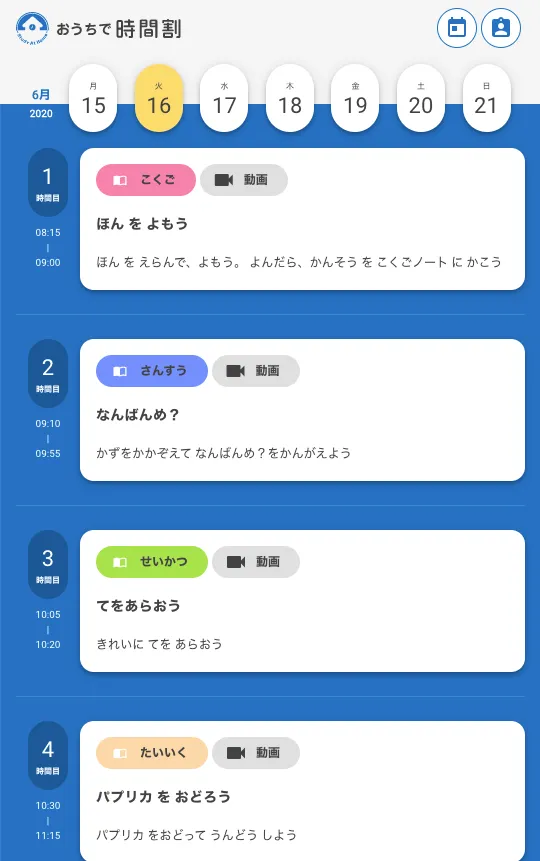 Study At Home
おうちで 時間割
6月
2020
月
15
火
16
水
17
木
18
金
19
土
20
日
21
1
時間目
08:15
|
09:00
こくご
動画
ほん を よもう
ほん を えらんで、よもう。 よんだら、かんそう を こくごノート に かこう
2
時間目
09:10
|
09:55
さんすう
動画
なんばんめ？
かずをかかぞえて なんばんめ？をかんがえよう
3
時間目
10:05
|
10:20
せいかつ
動画
てをあらおう
きれいに てを あらおう
4
時間目
10:30
|
11:15
たいいく
動画
パプリカ を おどろう
パプリカ をおどって うんどう しよう